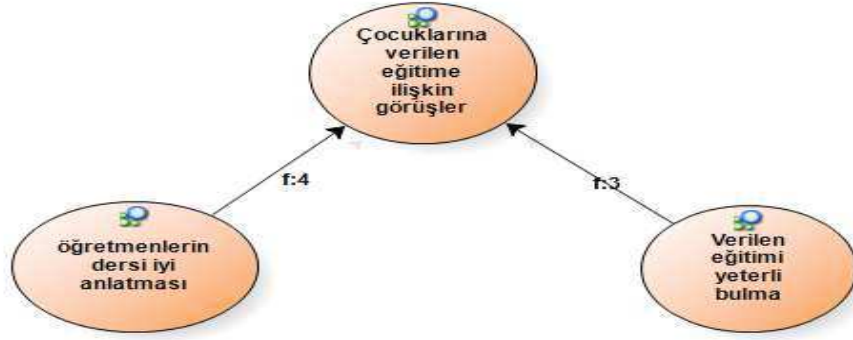 Çocuklarına
verilen
eğitime
ilişkin
görüşler
f:4
f:3
öğretmenlerin
dersi iyi
anlatması
Verilen
eğitimi
yeterli
bulma